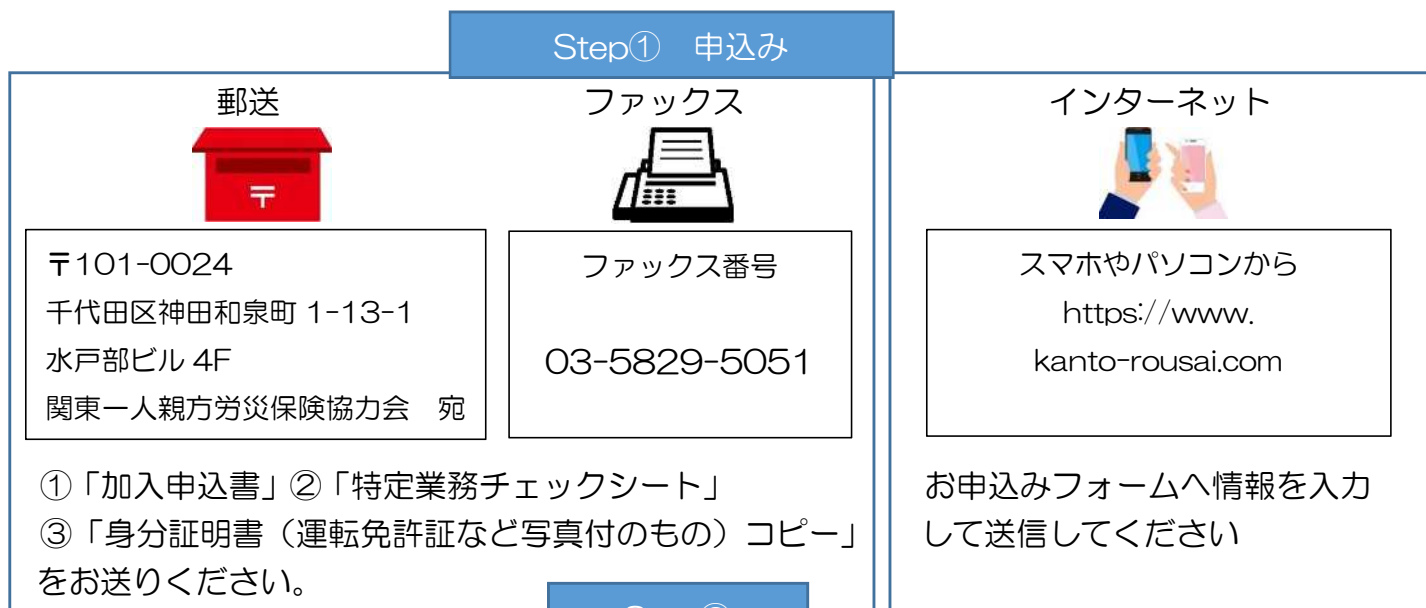 Step① 申込み
郵送
〒
〒101-0024
千代田区神田和泉町 1-13-1
水戸部ビル 4F
関東一人親方労災保険協力会 宛
ファックス
ファックス番号
03-5829-5051
①「加入申込書」②「特定業務チェックシート」
③「身分証明書（運転免許証など写真付のもの）コピー」
をお送りください。
インターネット
スマホやパソコンから
https://www.
kanto-rousai.com
お申込みフォームへ情報を入力
して送信してください